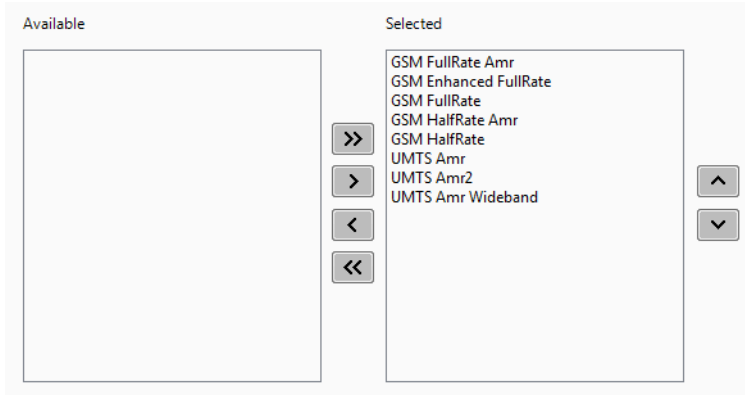 Available
Selected
GSM FullRate Amr
GSM Enhanced FullRate
GSM FullRate
GSM HalfRate Amr
GSM HalfRate
UMTS Amr
UMTS Amr2
UMTS Amr Wideband